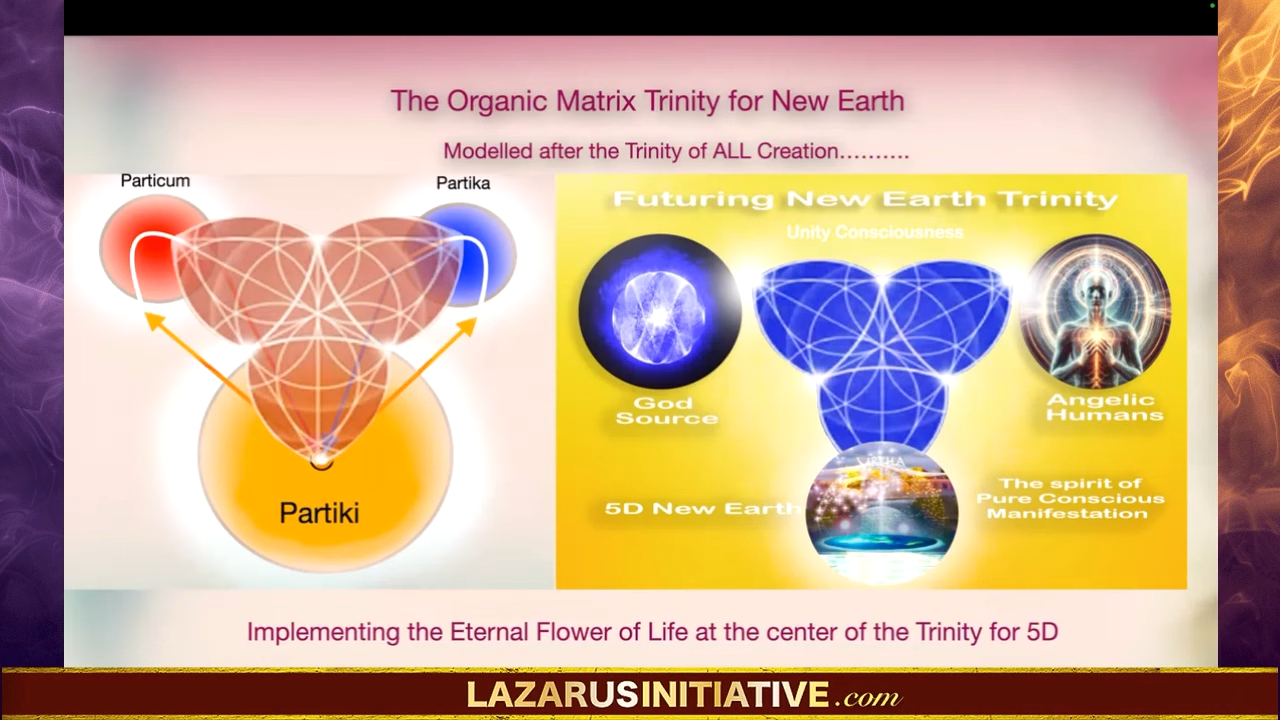 The Organic Matrix Trinity for New Earth
Modelled after the Trinity of ALL Creation..........
Particum
Partika
Partiki
Futuring New Earth Trinity
Unity Consciousness
God
Source
Angelic
Humans
5D New Earth
The spirit of
Pure Conscious
Manifestation
Implementing the Eternal Flower of Life at the center of the Trinity for 5D
LAZARUSINITIATIVE.com